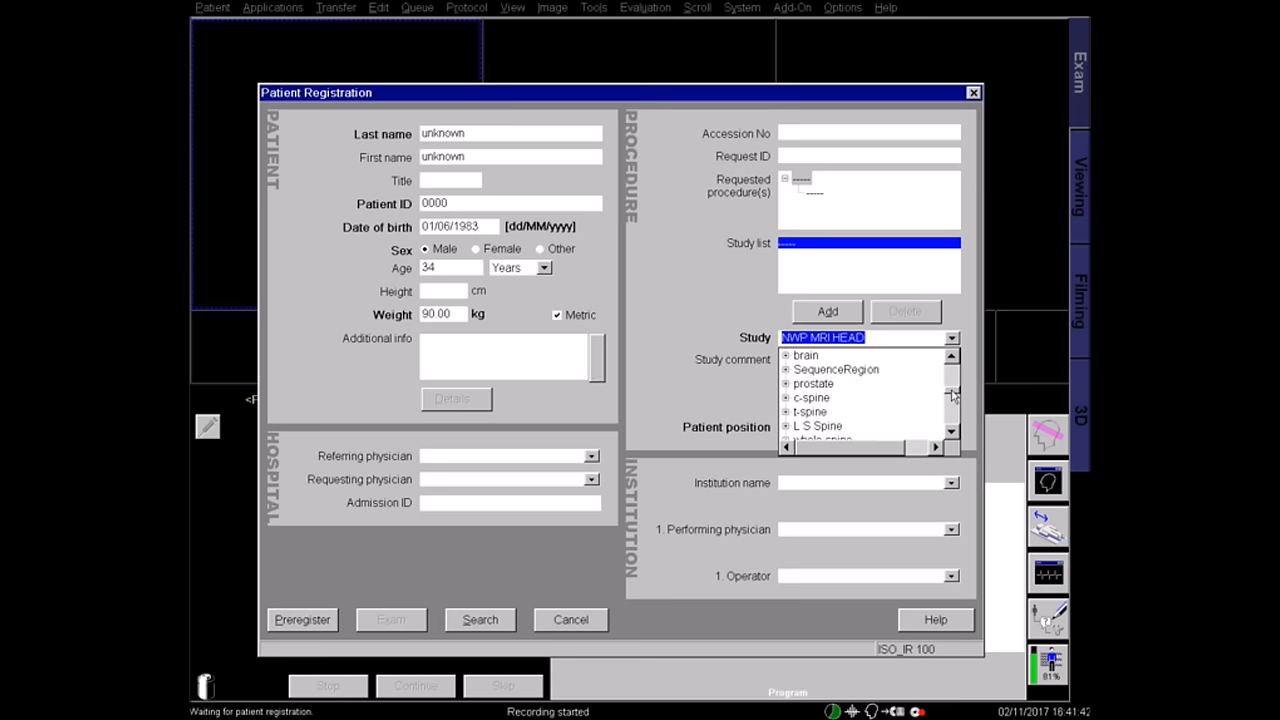 Patient Applications Transfer Edit Queue Protocol View Image Tools Evaluation Scroll System Add-On Options Help
Patient Registration
PATIENT
Last name unknown
First name unknown
Title
Patient ID 0000
Date of birth 01/06/1983 [dd/MM/yyyy]
Sex Male Female Other
Age 34 Years
Height cm
Weight 90.00 kg Metric
Additional info
Details...
HOSPITAL
Referring physician
Requesting physician
Admission ID
PROCEDURE
Accession No
Request ID
Requested procedure(s) -----
-----
Study list -----
Add Delete
Study NWP MRI HEAD
Study comment
brain
SequenceRegion
prostate
c-spine
t-spine
L S Spine
whole spine
Patient position
INSTITUTION
Institution name
1. Performing physician
1. Operator
Preregister Exam Search Cancel Help
ISO_IR 100
Exam
Viewing
Filming
3D
<F
81%
Stop Continue Skip
Program
Waiting for patient registration. Recording started 02/11/2017 16:41:42